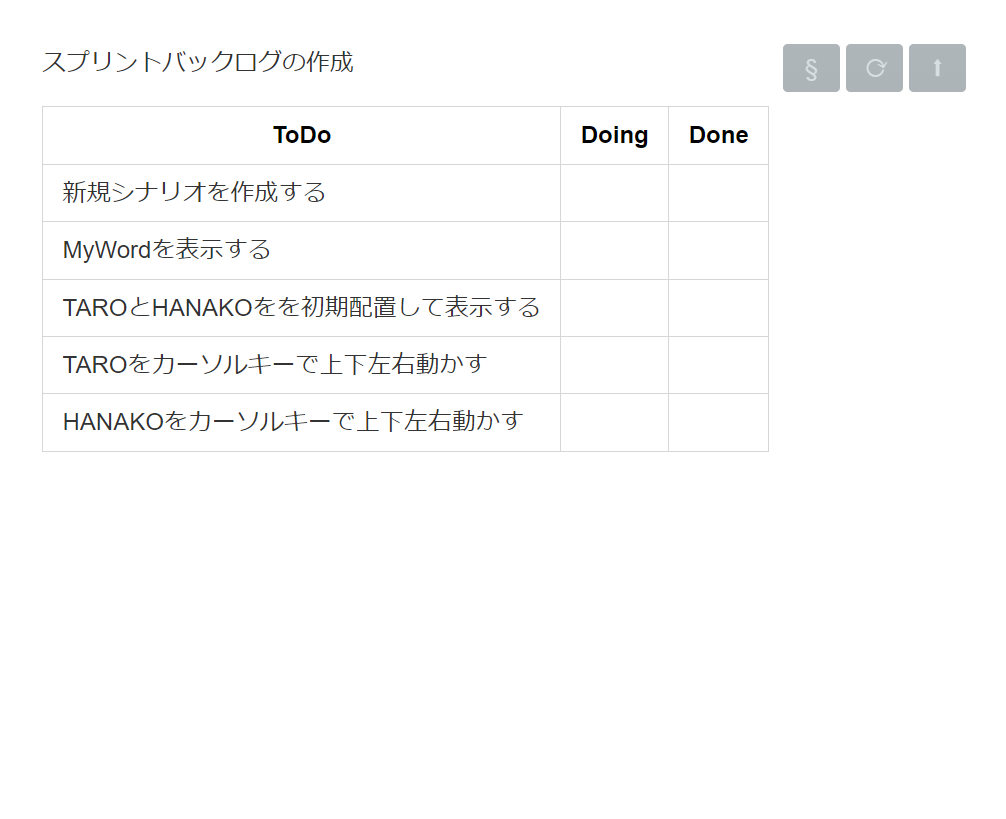 スプリントバックログの作成
§ ⟳ ⬆
ToDo Doing Done
新規シナリオを作成する
MyWordを表示する
TAROとHANAKOをを初期配置して表示する
TAROをカーソルキーで上下左右動かす
HANAKOをカーソルキーで上下左右動かす